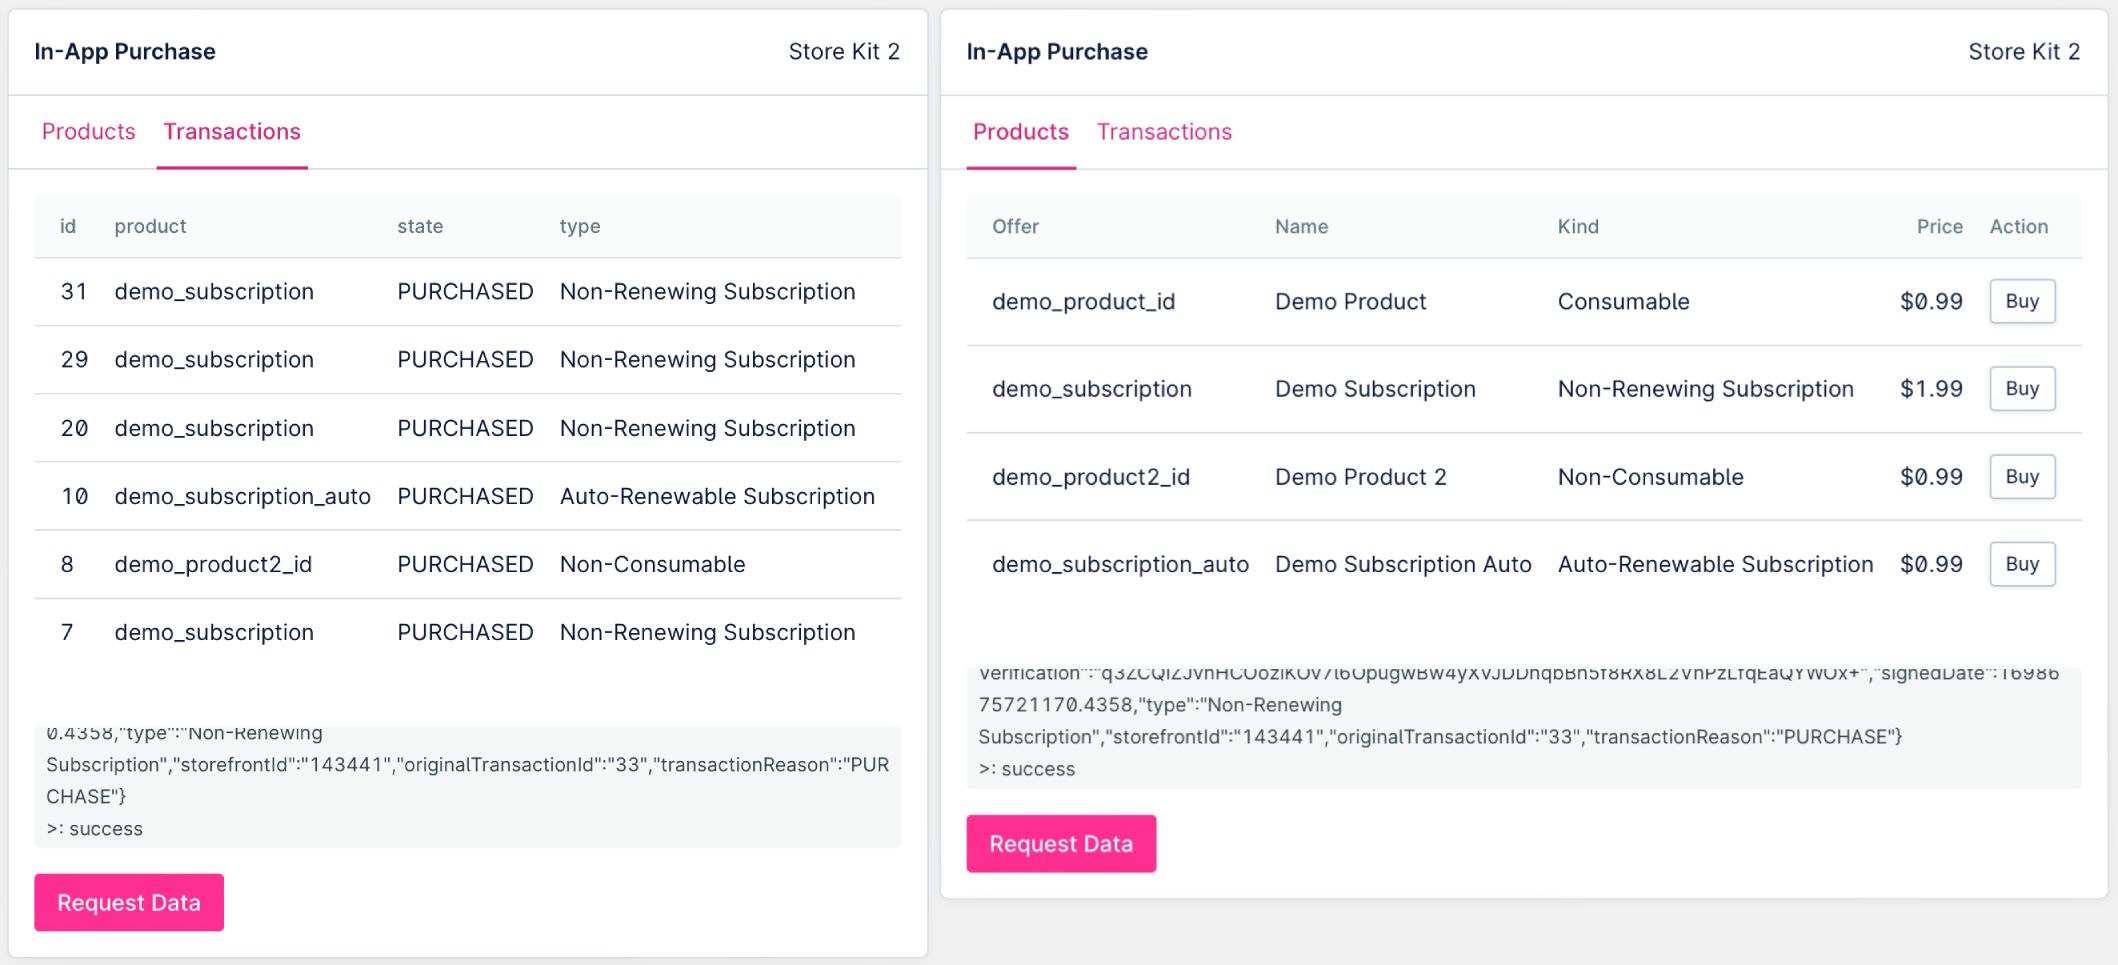 In-App Purchase Store Kit 2
Products Transactions
id product state type
31 demo_subscription PURCHASED Non-Renewing Subscription
29 demo_subscription PURCHASED Non-Renewing Subscription
20 demo_subscription PURCHASED Non-Renewing Subscription
10 demo_subscription_auto PURCHASED Auto-Renewable Subscription
8 demo_product2_id PURCHASED Non-Consumable
7 demo_subscription PURCHASED Non-Renewing Subscription
0.4358,"type":"Non-Renewing
Subscription","storefrontId":"143441","originalTransactionId":"33","transactionReason":"PUR
CHASE"}
>: success
Request Data
In-App Purchase Store Kit 2
Products Transactions
Offer Name Kind Price Action
demo_product_id Demo Product Consumable $0.99 Buy
demo_subscription Demo Subscription Non-Renewing Subscription $1.99 Buy
demo_product2_id Demo Product 2 Non-Consumable $0.99 Buy
demo_subscription_auto Demo Subscription Auto Auto-Renewable Subscription $0.99 Buy
"signedDate":16986
75721170.4358,"type":"Non-Renewing
Subscription","storefrontId":"143441","originalTransactionId":"33","transactionReason":"PURCHASE"}
>: success
Request Data